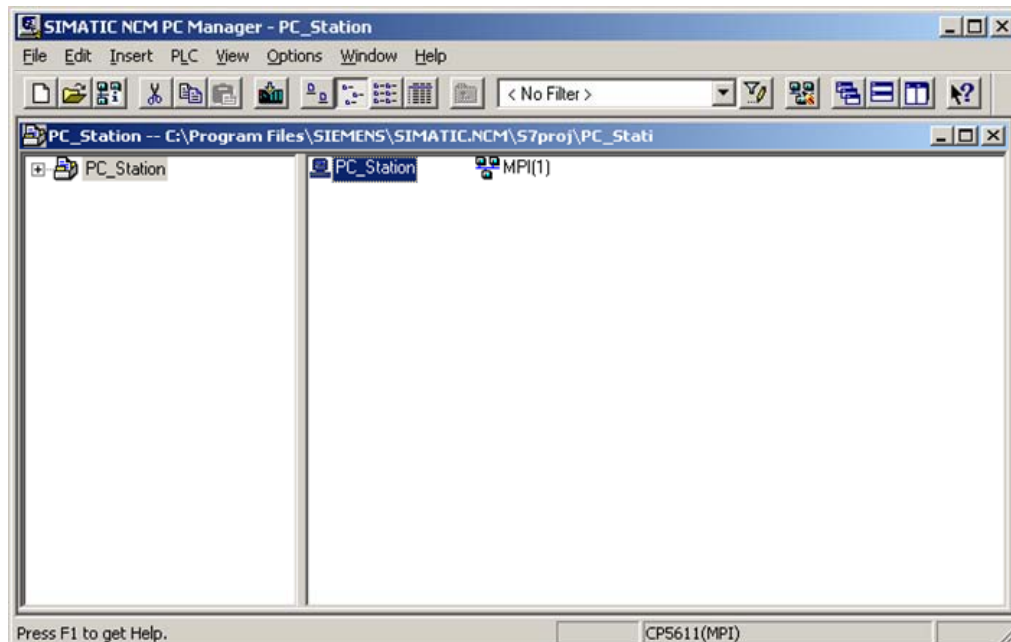 SIMATIC NCM PC Manager - PC_Station
File Edit Insert PLC View Options Window Help
< No Filter >
PC_Station -- C:\Program Files\SIEMENS\SIMATIC.NCM\S7proj\PC_Stati
PC_Station PC_Station MPI(1)
Press F1 to get Help. CP5611(MPI)